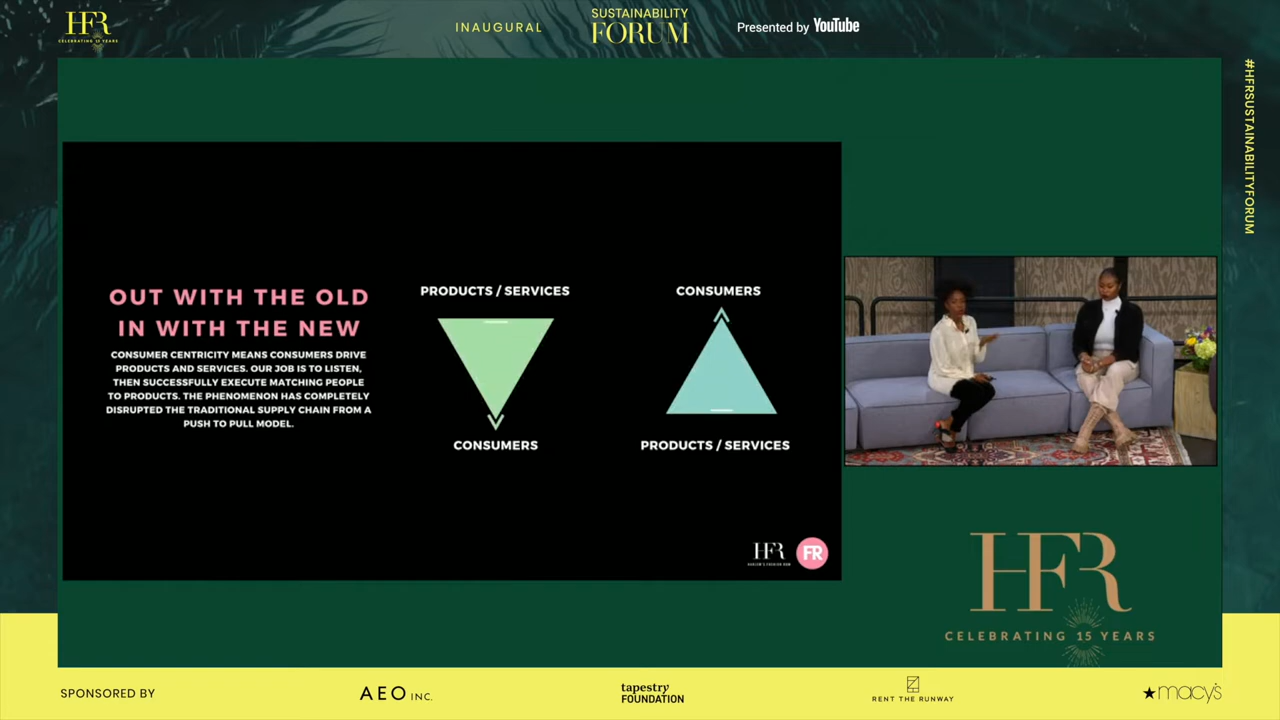 HFR
CELEBRATING 15 YEARS
INAUGURAL
SUSTAINABILITY
FORUM
Presented by YouTube
#HFRSUSTAINABILITYFORUM
OUT WITH THE OLD
IN WITH THE NEW
CONSUMER CENTRICITY MEANS CONSUMERS DRIVE
PRODUCTS AND SERVICES. OUR JOB IS TO LISTEN,
THEN SUCCESSFULLY EXECUTE MATCHING PEOPLE
TO PRODUCTS. THE PHENOMENON HAS COMPLETELY
DISRUPTED THE TRADITIONAL SUPPLY CHAIN FROM A
PUSH TO PULL MODEL.
PRODUCTS / SERVICES
CONSUMERS
CONSUMERS
PRODUCTS / SERVICES
HFR
HARLEM'S FASHION ROW
FR
HFR
CELEBRATING 15 YEARS
SPONSORED BY
AEO INC.
tapestry
FOUNDATION
RENT THE RUNWAY
macy's